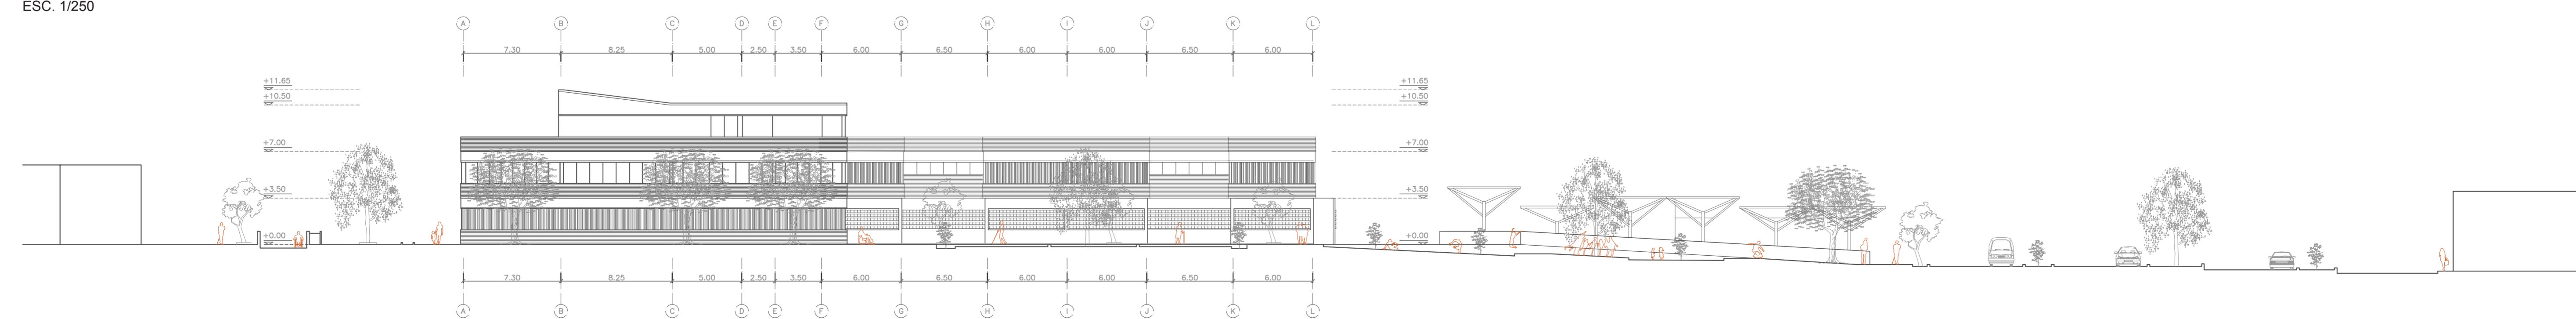 ESC. 1/250
A B C D E F G H I J K L
7.30 8.25 5.00 2.50 3.50 6.00 6.50 6.00 6.00 6.50 6.00
+11.65 +11.65
+10.50 +10.50
+7.00 +7.00
+3.50 +3.50
+0.00 +0.00
7.30 8.25 5.00 2.50 3.50 6.00 6.50 6.00 6.00 6.50 6.00
A B C D E F G H I J K L